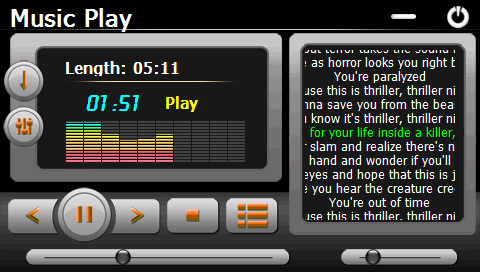 Music Play
Length: 05:11
01:51 Play
but terror takes the sound
as horror looks you right
You're paralyzed
use this is thriller, thriller ni
nna save you from the bea
know it's thriller, thriller ni
for your life inside a killer,
slam and realize there's n
hand and wonder if you'll
eyes and hope that this is j
e you hear the creature cre
You're out of time
use this is thriller, thriller ni